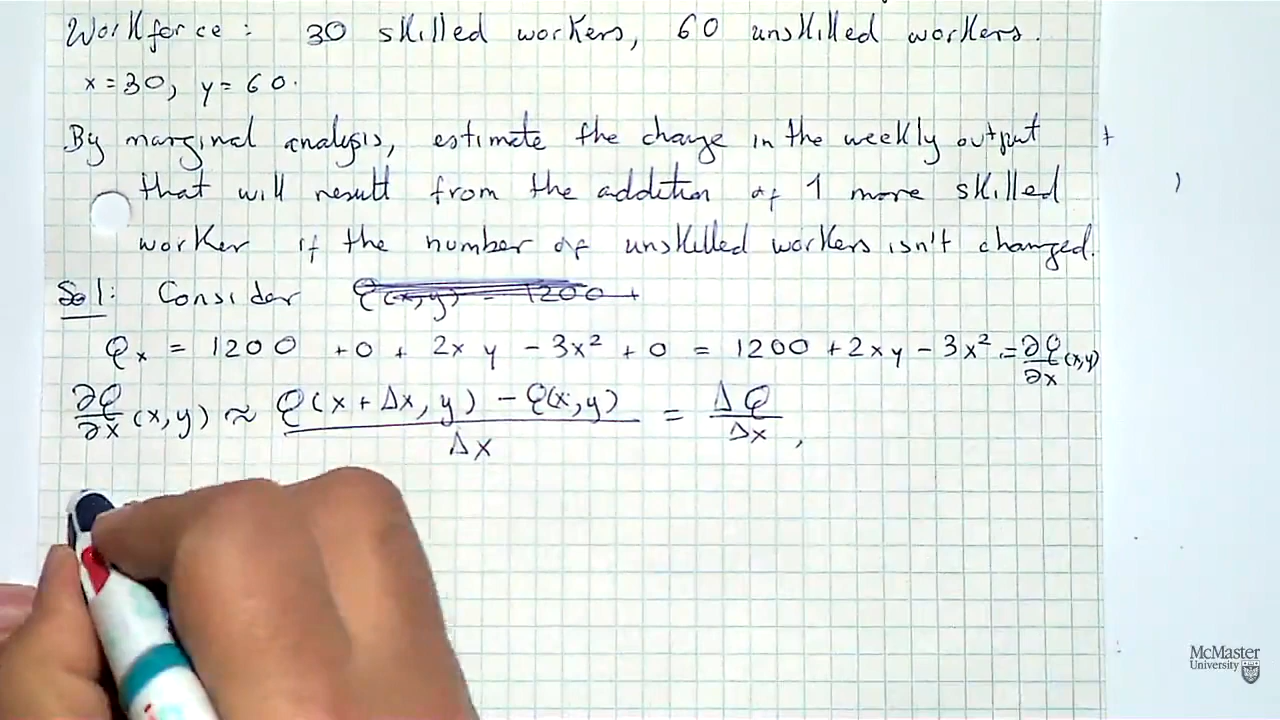 Workforce: 30 skilled workers, 60 unskilled workers.
x=30, y=60.
By marginal analysis, estimate the change in the weekly output
that will result from the addition of 1 more skilled
worker if the number of unskilled workers isn't changed.
Sol: Consider Q(x,y) = 1200 +
Qx = 1200 +0 + 2xy - 3x² + 0 = 1200 + 2xy - 3x² = ∂Q/∂x (x,y)
∂Q/∂x (x,y) ≈ Q(x+Δx, y) - Q(x,y) / Δx = ΔQ/Δx ,
McMaster
University